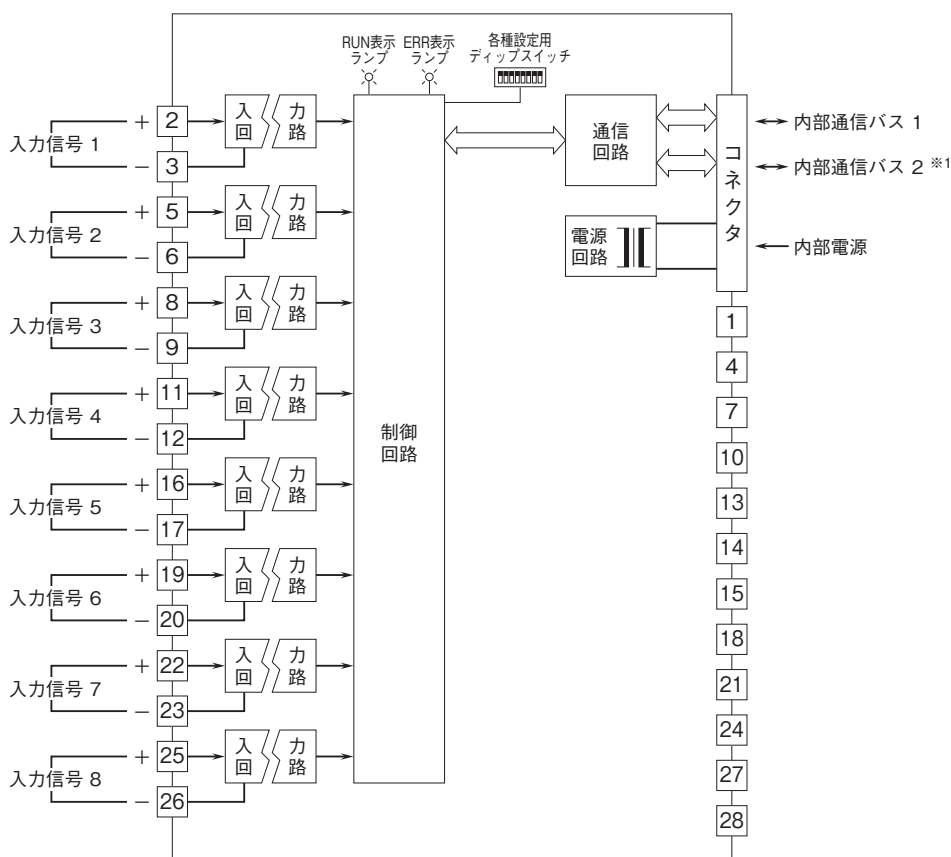 RUN表示
ランプ
ERR表示
ランプ
各種設定用
ディップスイッチ
入力信号 1
+ 2
− 3
入 力
回 路
入力信号 2
+ 5
− 6
入 力
回 路
入力信号 3
+ 8
− 9
入 力
回 路
入力信号 4
+ 11
− 12
入 力
回 路
入力信号 5
+ 16
− 17
入 力
回 路
入力信号 6
+ 19
− 20
入 力
回 路
入力信号 7
+ 22
− 23
入 力
回 路
入力信号 8
+ 25
− 26
入 力
回 路
制御
回路
通信
回路
電源
回路
コネクタ
内部通信バス 1
内部通信バス 2 ※1
内部電源
1
4
7
10
13
14
15
18
21
24
27
28